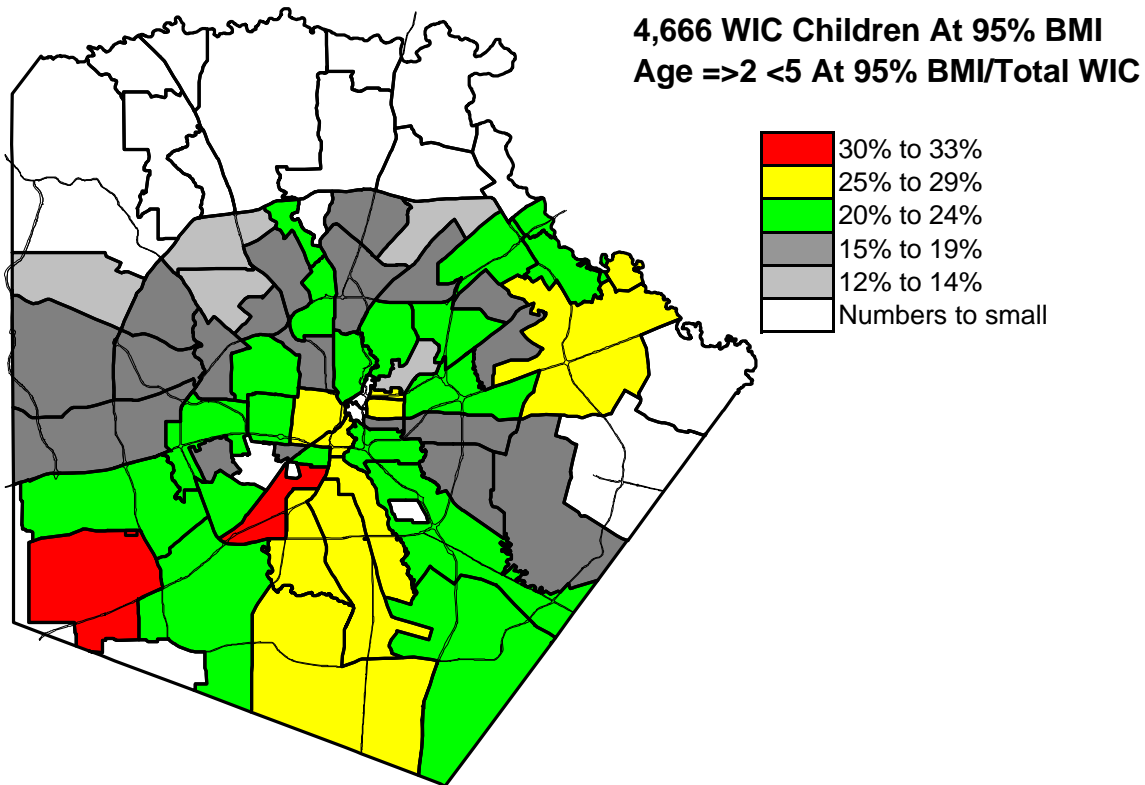 4,666 WIC Children At 95% BMI
Age =>2 <5 At 95% BMI/Total WIC
30% to 33%
25% to 29%
20% to 24%
15% to 19%
12% to 14%
Numbers to small